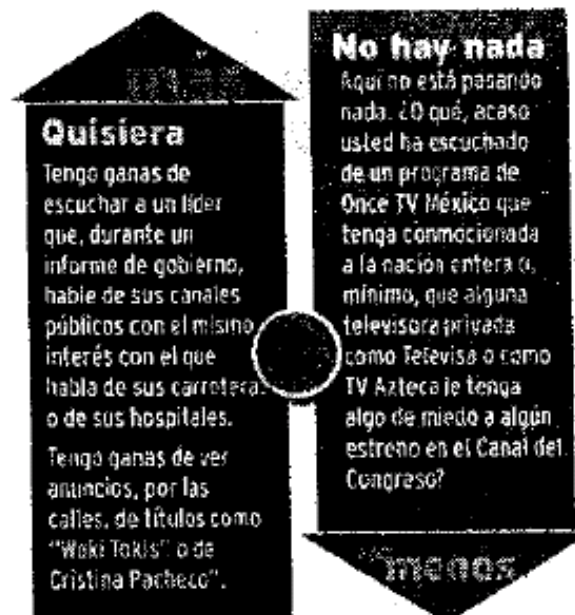 más
Quisiera
Tengo ganas de
escuchar a un líder
que, durante un
informe de gobierno,
hable de sus canales
públicos con el mismo
interés con el que
habla de sus carreteras
o de sus hospitales.
Tengo ganas de ver
anuncios, por las
calles, de títulos como
"Woki Tokis" o de
Cristina Pacheco".
No hay nada
Aquí no está pasando
nada. ¿O qué, acaso
usted ha escuchado
de un programa de
Once TV México que
tenga conmocionada
a la nación entera o,
mínimo, que alguna
televisora privada
como Televisa o como
TV Azteca le tenga
algo de miedo a algún
estreno en el Canal del
Congreso?
menos